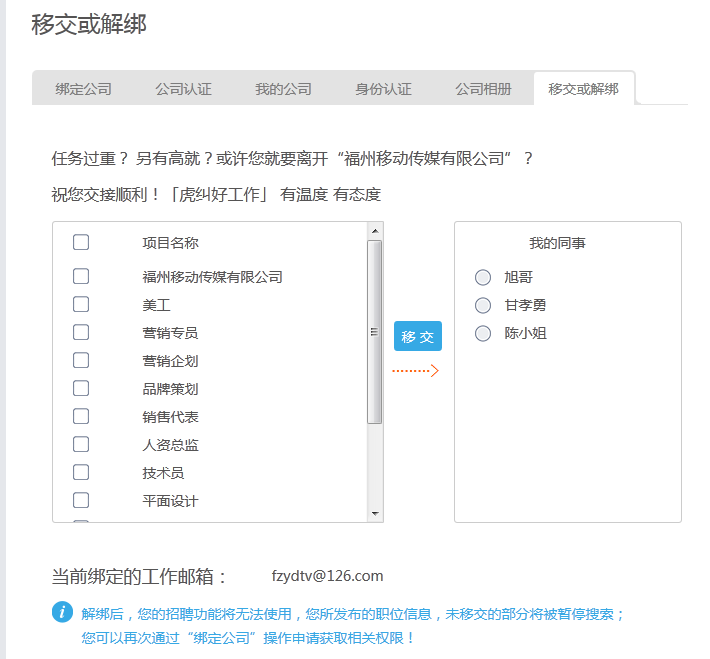 移交或解绑
绑定公司 公司认证 我的公司 身份认证 公司相册 移交或解绑
任务过重？ 另有高就？或许您就要离开“福州移动传媒有限公司”？
祝您交接顺利！「虎纠好工作」 有温度 有态度
项目名称
福州移动传媒有限公司
美工
营销专员
营销企划
品牌策划
销售代表
人资总监
技术员
平面设计
移 交
我的同事
旭哥
甘孝勇
陈小姐
当前绑定的工作邮箱： fzydtv@126.com
解绑后，您的招聘功能将无法使用，您所发布的职位信息，未移交的部分将被暂停搜索；
您可以再次通过“绑定公司”操作申请获取相关权限！